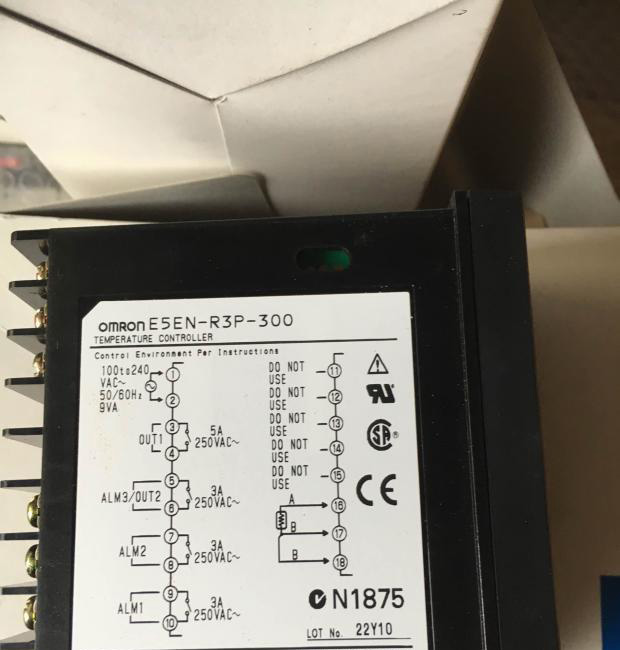 OMRON E5EN-R3P-300
TEMPERATURE CONTROLLER
Control Environment Per Instructions
100to240
VAC~
50/60Hz
9VA
1
2
3
OUT1
5A
250VAC~
4
5
ALM3/OUT2
3A
250VAC~
6
7
ALM2
3A
250VAC~
8
9
ALM1
3A
250VAC~
10
DO NOT
USE
11
DO NOT
USE
12
DO NOT
USE
13
DO NOT
USE
14
DO NOT
USE
15
A
16
B
17
B
18
RU
SA®
CE
N1875
LOT No. 22Y10